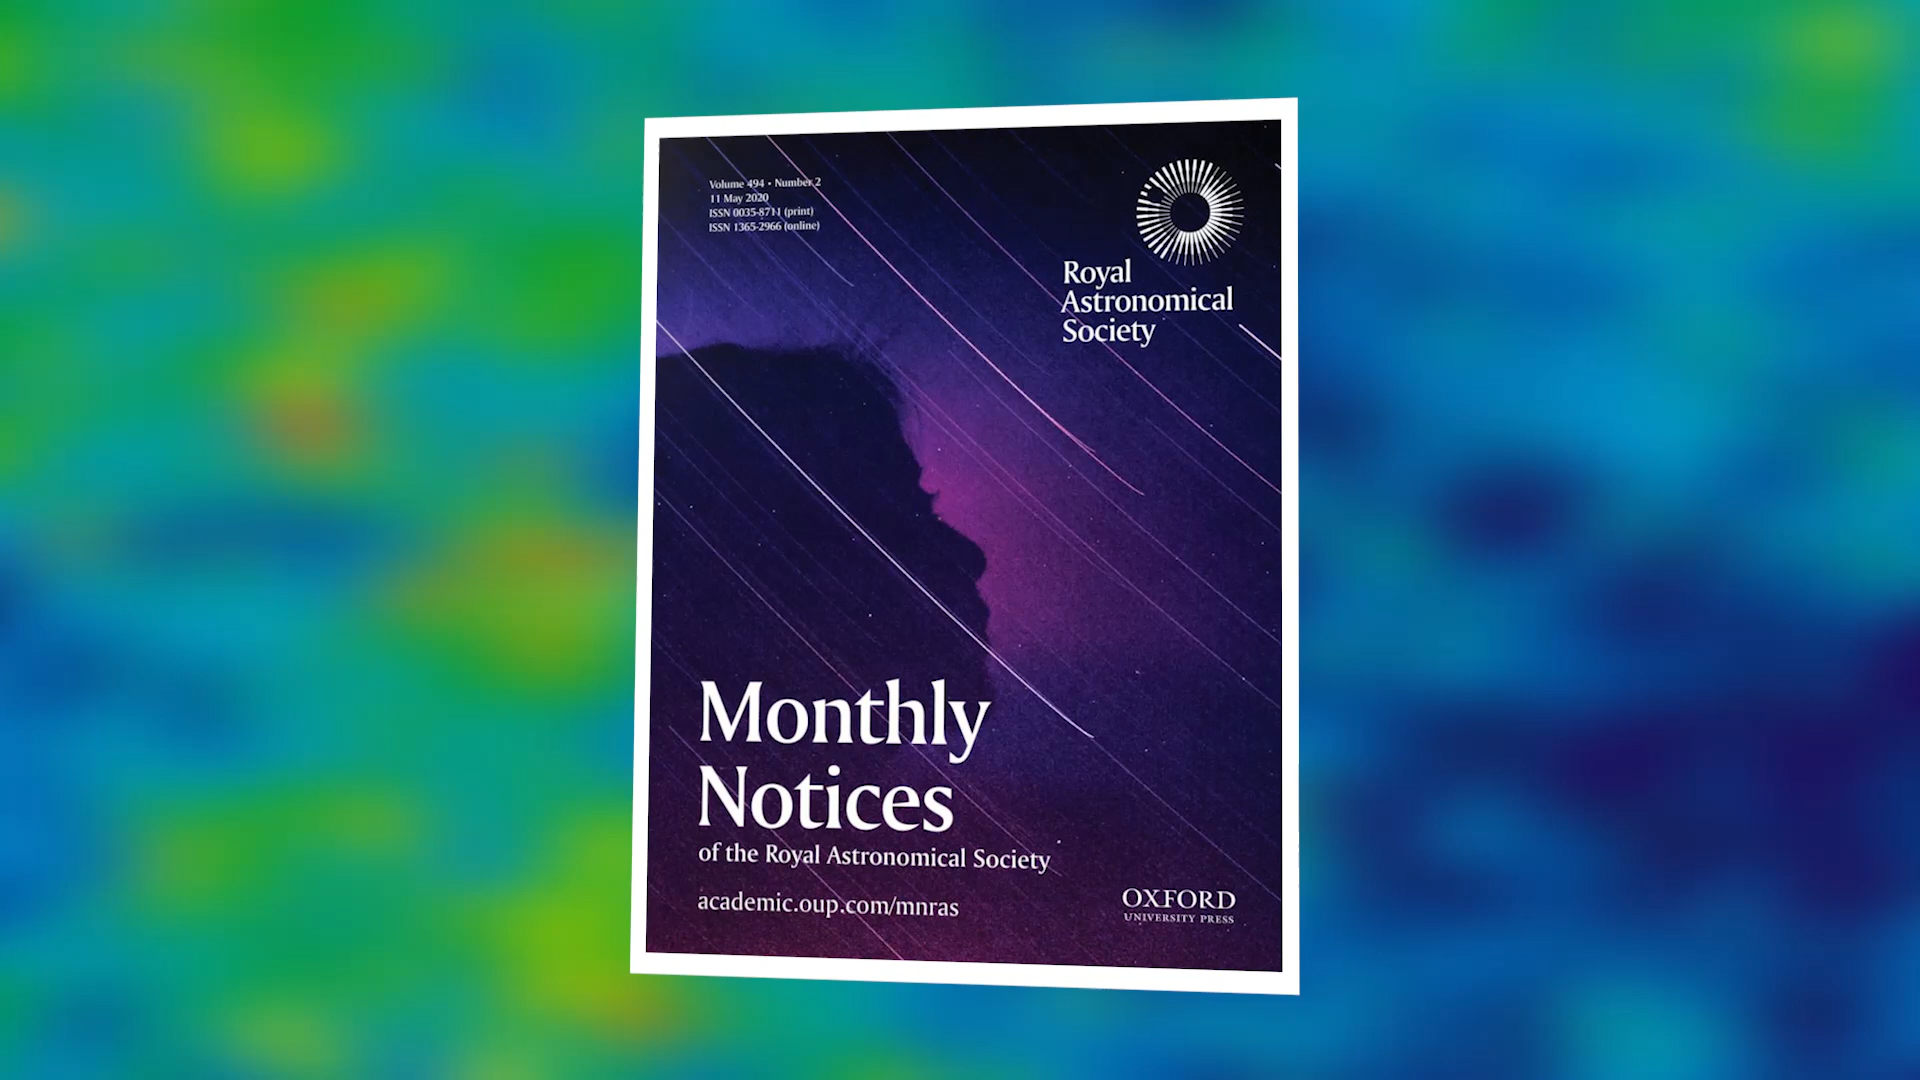 Volume 494 • Number 2
11 May 2020
ISSN 0035-8711 (print)
ISSN 1365-2966 (online)
Royal
Astronomical
Society
Monthly
Notices
of the Royal Astronomical Society
academic.oup.com/mnras
OXFORD
UNIVERSITY PRESS